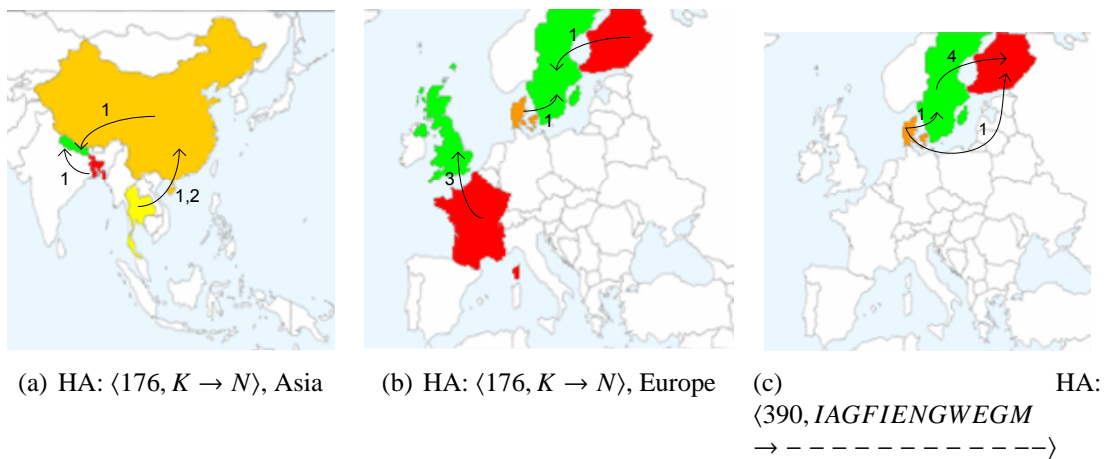 1
1
1,2
1
1
3
4
1
1
(a) HA: ⟨176, K → N⟩, Asia
(b) HA: ⟨176, K → N⟩, Europe
(c) HA:
⟨390, IAGFIENGWEGM
→ − − − − − − − − − − − −⟩